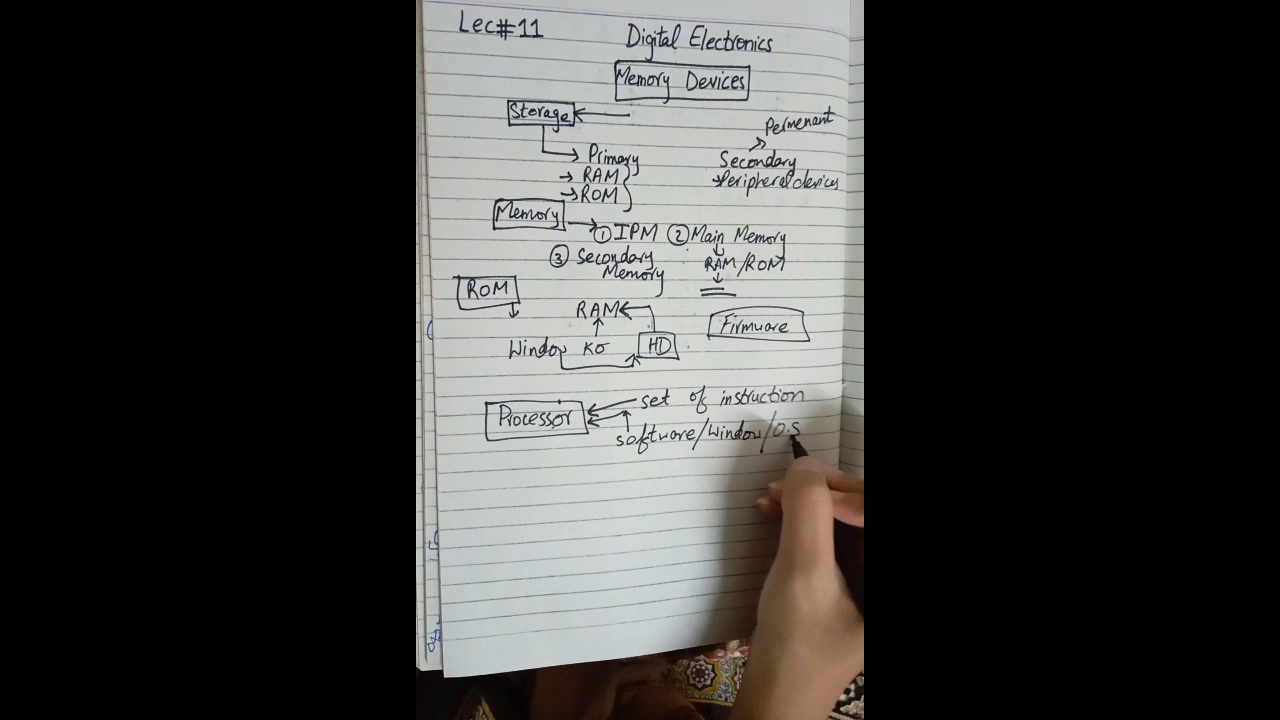 Lec#11
Digital Electronics
Memory Devices
Storage
Permenant
Primary
Secondary
RAM
Peripheral devices
ROM
Memory
① IPM ② Main Memory
③ Secondary
Memory
RAM/ROM
ROM
RAM
Firmware
Window KO HD
Processor
set of instruction
software/window/O.S